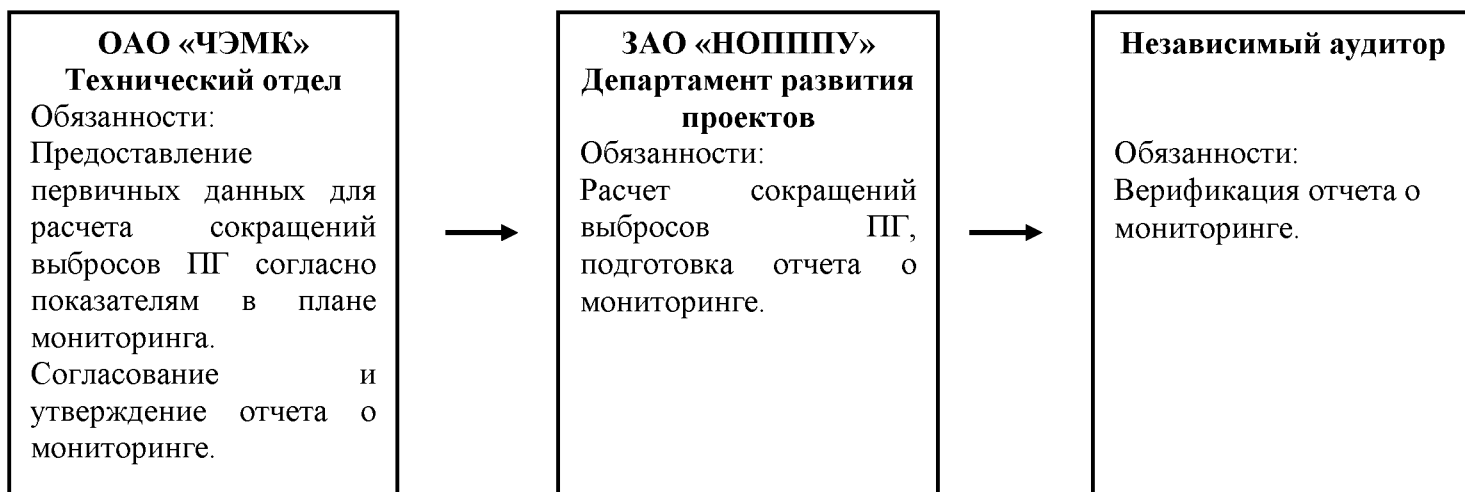 ОАО «ЧЭМК»
Технический отдел
Обязанности:
Предоставление
первичных данных для
расчета сокращений
выбросов ПГ согласно
показателям в плане
мониторинга.
Согласование и
утверждение отчета о
мониторинге.
ЗАО «НОПППУ»
Департамент развития
проектов
Обязанности:
Расчет сокращений
выбросов ПГ,
подготовка отчета о
мониторинге.
Независимый аудитор
Обязанности:
Верификация отчета о
мониторинге.